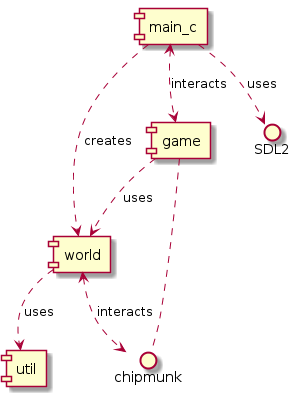 main_c
interacts
uses
creates
game
SDL2
uses
world
uses
interacts
util
chipmunk